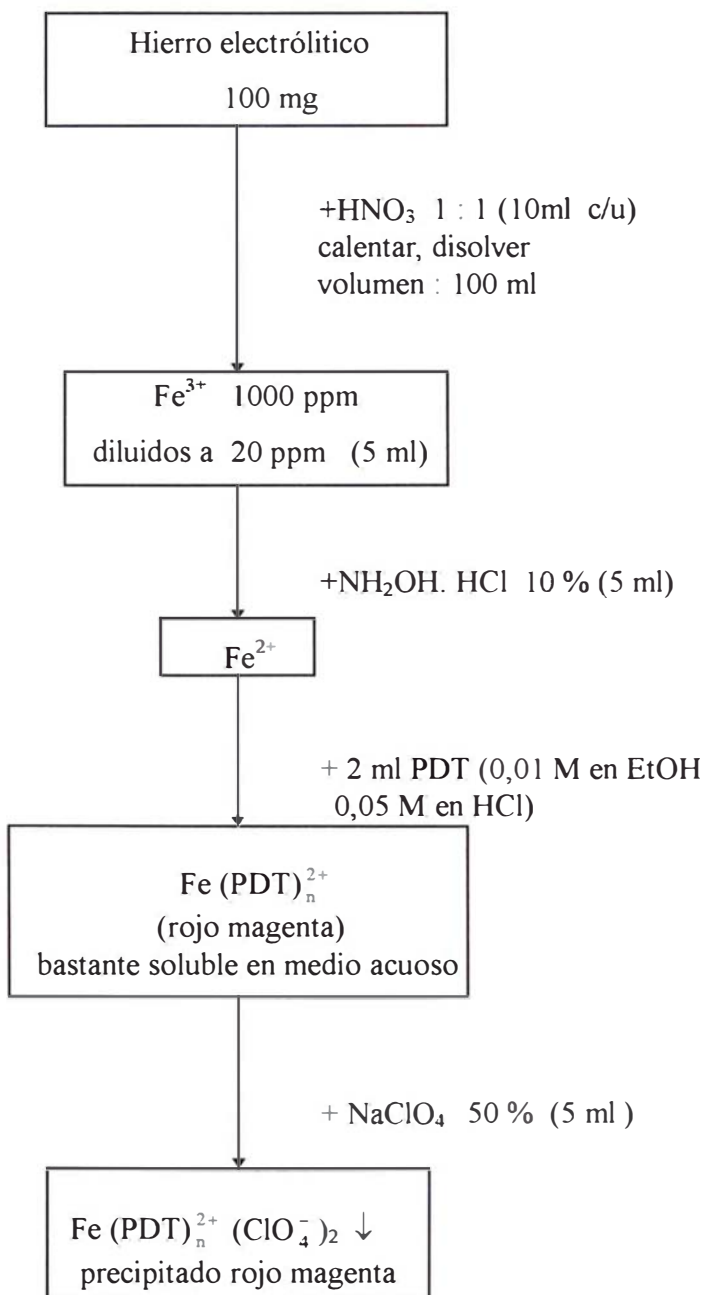 Hierro electrólitico
100 mg
+HNO₃ 1 : 1 (10ml c/u)
calentar, disolver
volumen : 100 ml
Fe³⁺ 1000 ppm
diluidos a 20 ppm (5 ml)
+NH₂OH. HCl 10 % (5 ml)
Fe²⁺
+ 2 ml PDT (0,01 M en EtOH
0,05 M en HCl)
Fe (PDT)ₙ²⁺
(rojo magenta)
bastante soluble en medio acuoso
+ NaClO₄ 50 % (5 ml )
Fe (PDT)ₙ²⁺ (ClO₄⁻)₂ ↓
precipitado rojo magenta